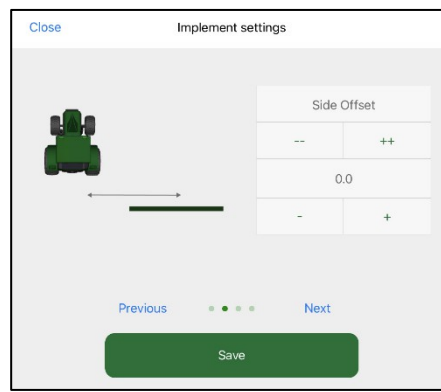 Close Implement settings
Side Offset
-- ++
0.0
- +
Previous Next
Save